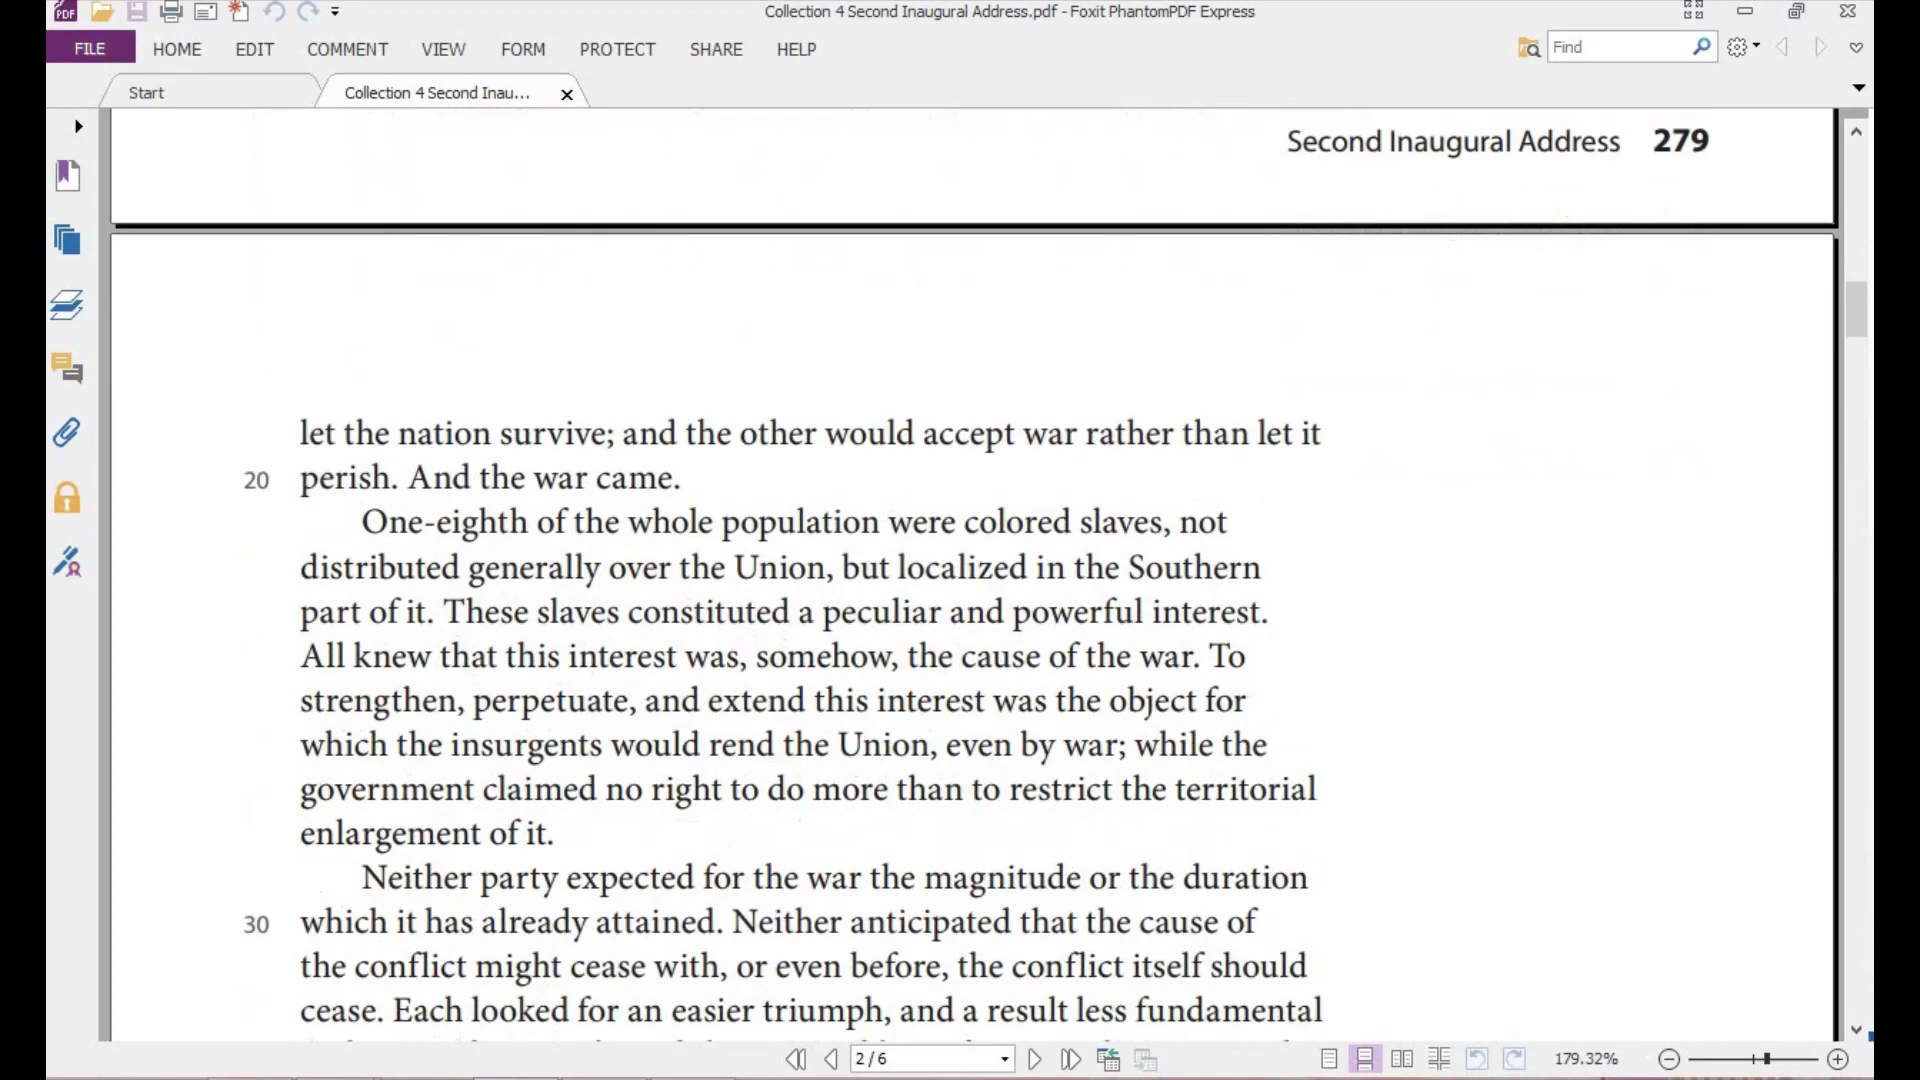 Collection 4 Second Inaugural Address.pdf - Foxit PhantomPDF Express
FILE HOME EDIT COMMENT VIEW FORM PROTECT SHARE HELP Find
Start Collection 4 Second Inau...
Second Inaugural Address 279
let the nation survive; and the other would accept war rather than let it
20 perish. And the war came.
One-eighth of the whole population were colored slaves, not
distributed generally over the Union, but localized in the Southern
part of it. These slaves constituted a peculiar and powerful interest.
All knew that this interest was, somehow, the cause of the war. To
strengthen, perpetuate, and extend this interest was the object for
which the insurgents would rend the Union, even by war; while the
government claimed no right to do more than to restrict the territorial
enlargement of it.
Neither party expected for the war the magnitude or the duration
30 which it has already attained. Neither anticipated that the cause of
the conflict might cease with, or even before, the conflict itself should
cease. Each looked for an easier triumph, and a result less fundamental
2 / 6 179.32%